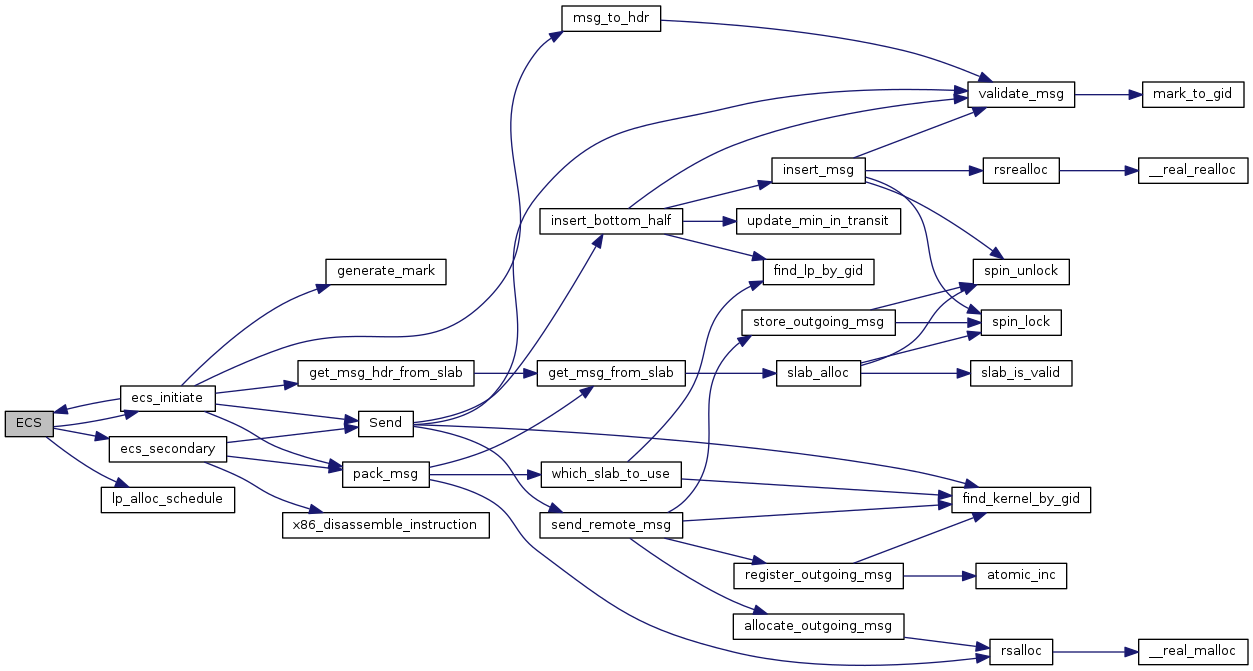 msg_to_hdr
validate_msg
mark_to_gid
insert_msg
rsrealloc
__real_realloc
insert_bottom_half
update_min_in_transit
generate_mark
find_lp_by_gid
spin_unlock
store_outgoing_msg
spin_lock
get_msg_hdr_from_slab
get_msg_from_slab
slab_alloc
slab_is_valid
ecs_initiate
ECS
Send
ecs_secondary
pack_msg
which_slab_to_use
lp_alloc_schedule
find_kernel_by_gid
x86_disassemble_instruction
send_remote_msg
register_outgoing_msg
atomic_inc
allocate_outgoing_msg
rsalloc
__real_malloc